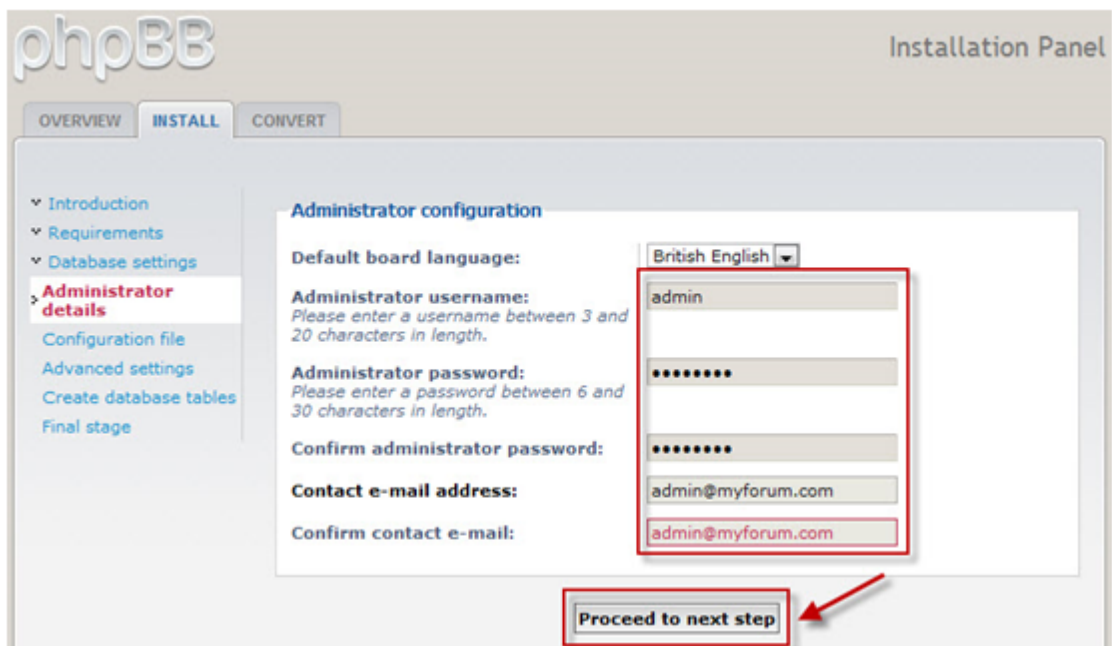 phpBB
Installation Panel
OVERVIEW INSTALL CONVERT
Introduction
Requirements
Database settings
Administrator
details
Configuration file
Advanced settings
Create database tables
Final stage
Administrator configuration
Default board language: British English
Administrator username: admin
Please enter a username between 3 and
20 characters in length.
Administrator password: ••••••••
Please enter a password between 6 and
30 characters in length.
Confirm administrator password: ••••••••
Contact e-mail address: admin@myforum.com
Confirm contact e-mail: admin@myforum.com
Proceed to next step